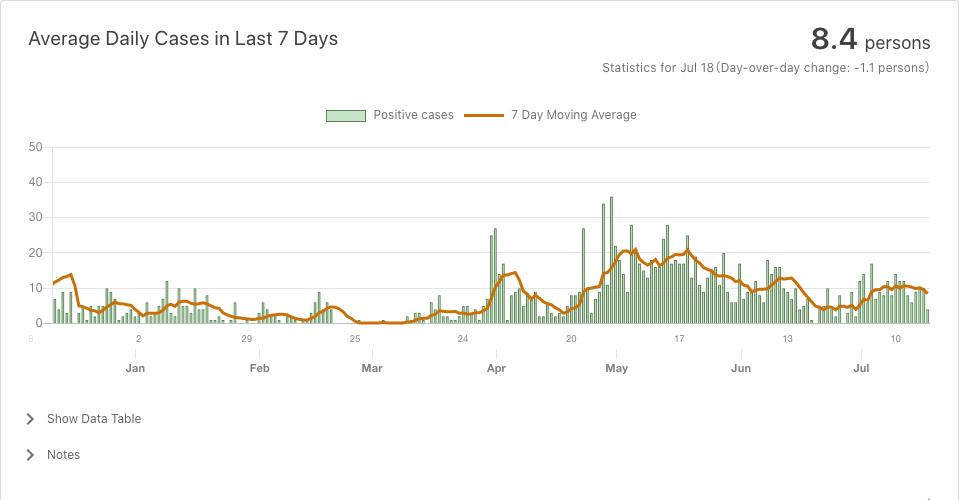 Average Daily Cases in Last 7 Days
8.4 persons
Statistics for Jul 18(Day-over-day change: -1.1 persons)
Positive cases
7 Day Moving Average
50
40
30
20
10
0
6 2 29 25 24 20 17 13 10
Jan Feb Mar Apr May Jun Jul
Show Data Table
Notes